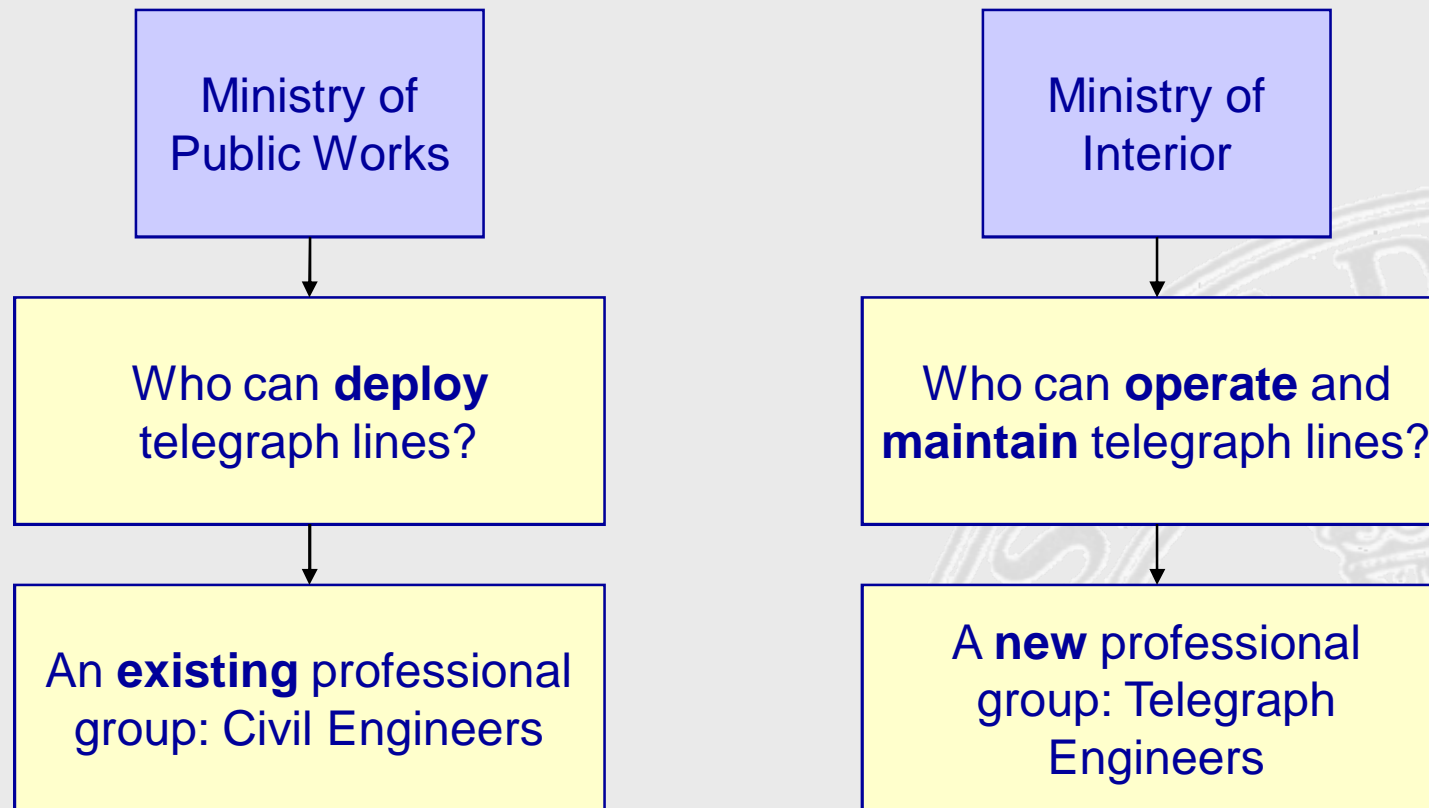 Ministry of
Public Works
Who can deploy
telegraph lines?
An existing professional
group: Civil Engineers
Ministry of
Interior
Who can operate and
maintain telegraph lines?
A new professional
group: Telegraph
Engineers